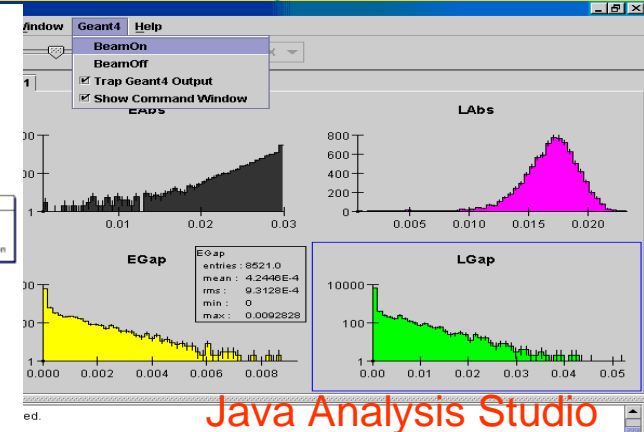 Window Geant4 Help
BeamOn
BeamOff
Trap Geant4 Output
Show Command Window
1
EAbs
LAbs
800
600
400
200
0
1
0.01 0.02 0.03
0.005 0.010 0.015 0.020
EGap
EGap
entries : 8521.0
mean : 4.2446E-4
rms : 9.3128E-4
min : 0
max : 0.0092828
LGap
10000
100
1
1
0.000 0.002 0.004 0.006 0.008
0.00 0.01 0.02 0.03 0.04 0.05
ed.
Java Analysis Studio